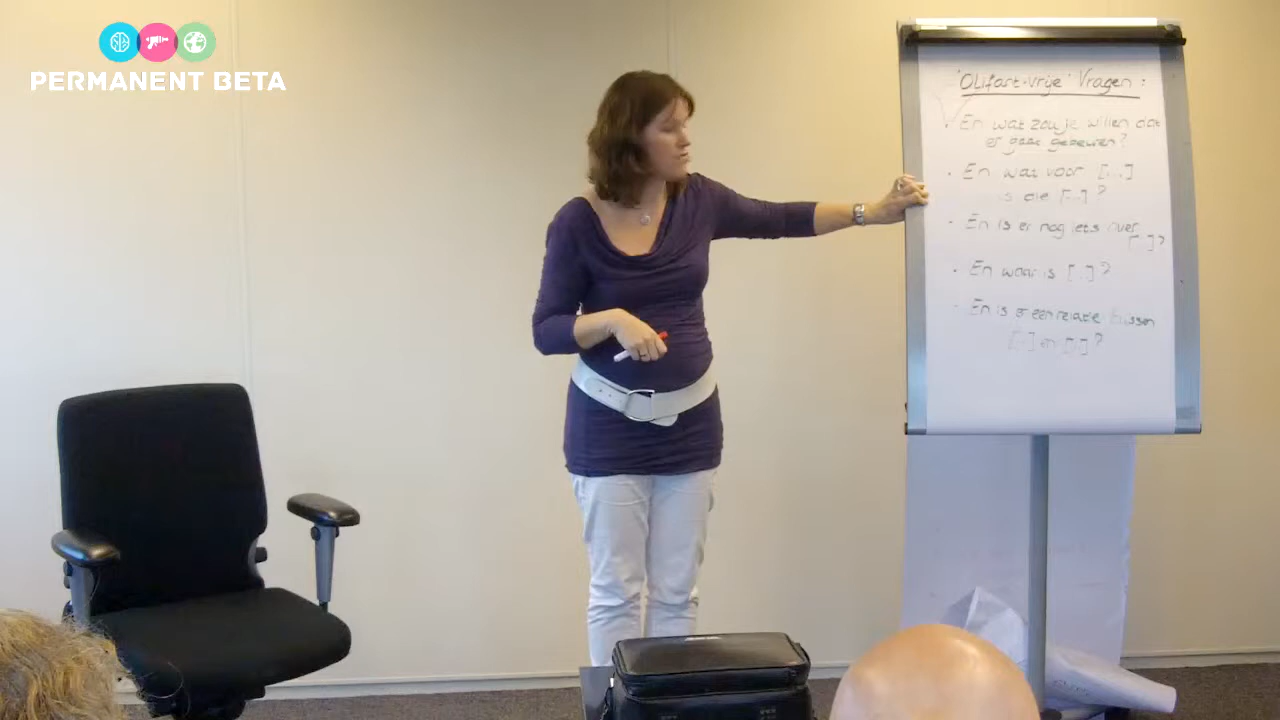 PERMANENT BETA
'Olifant-vrije' Vragen:
• En wat zou je willen dat
er gaat gebeuren?
• En wat voor [...]
is die [...]?
- En is er nog iets over
[..]?
• En waar is [..]?
- En is er een relatie tussen
[..] en [..]?